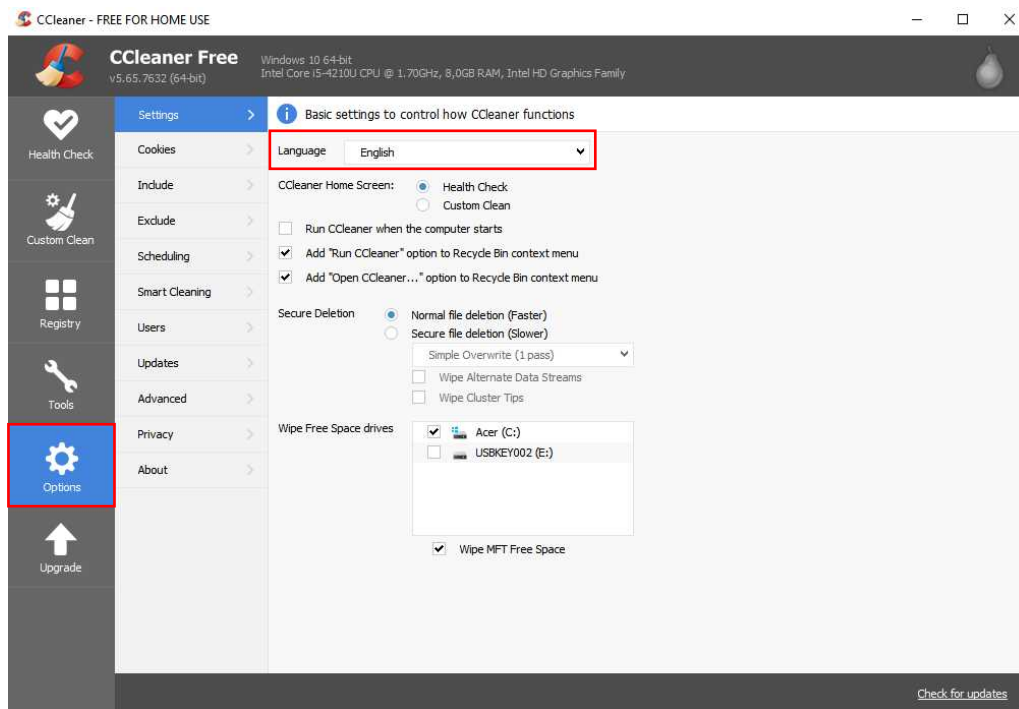 CCleaner - FREE FOR HOME USE
CCleaner Free
v5.65.7632 (64-bit)
Windows 10 64-bit
Intel Core i5-4210U CPU @ 1.70GHz, 8,0GB RAM, Intel HD Graphics Family
Health Check
Custom Clean
Registry
Tools
Options
Upgrade
Settings
Cookies
Include
Exclude
Scheduling
Smart Cleaning
Users
Updates
Advanced
Privacy
About
Basic settings to control how CCleaner functions
Language English
CCleaner Home Screen: Health Check
Custom Clean
Run CCleaner when the computer starts
Add "Run CCleaner" option to Recycle Bin context menu
Add "Open CCleaner..." option to Recycle Bin context menu
Secure Deletion Normal file deletion (Faster)
Secure file deletion (Slower)
Simple Overwrite (1 pass)
Wipe Alternate Data Streams
Wipe Cluster Tips
Wipe Free Space drives Acer (C:)
USBKEY002 (E:)
Wipe MFT Free Space
Check for updates